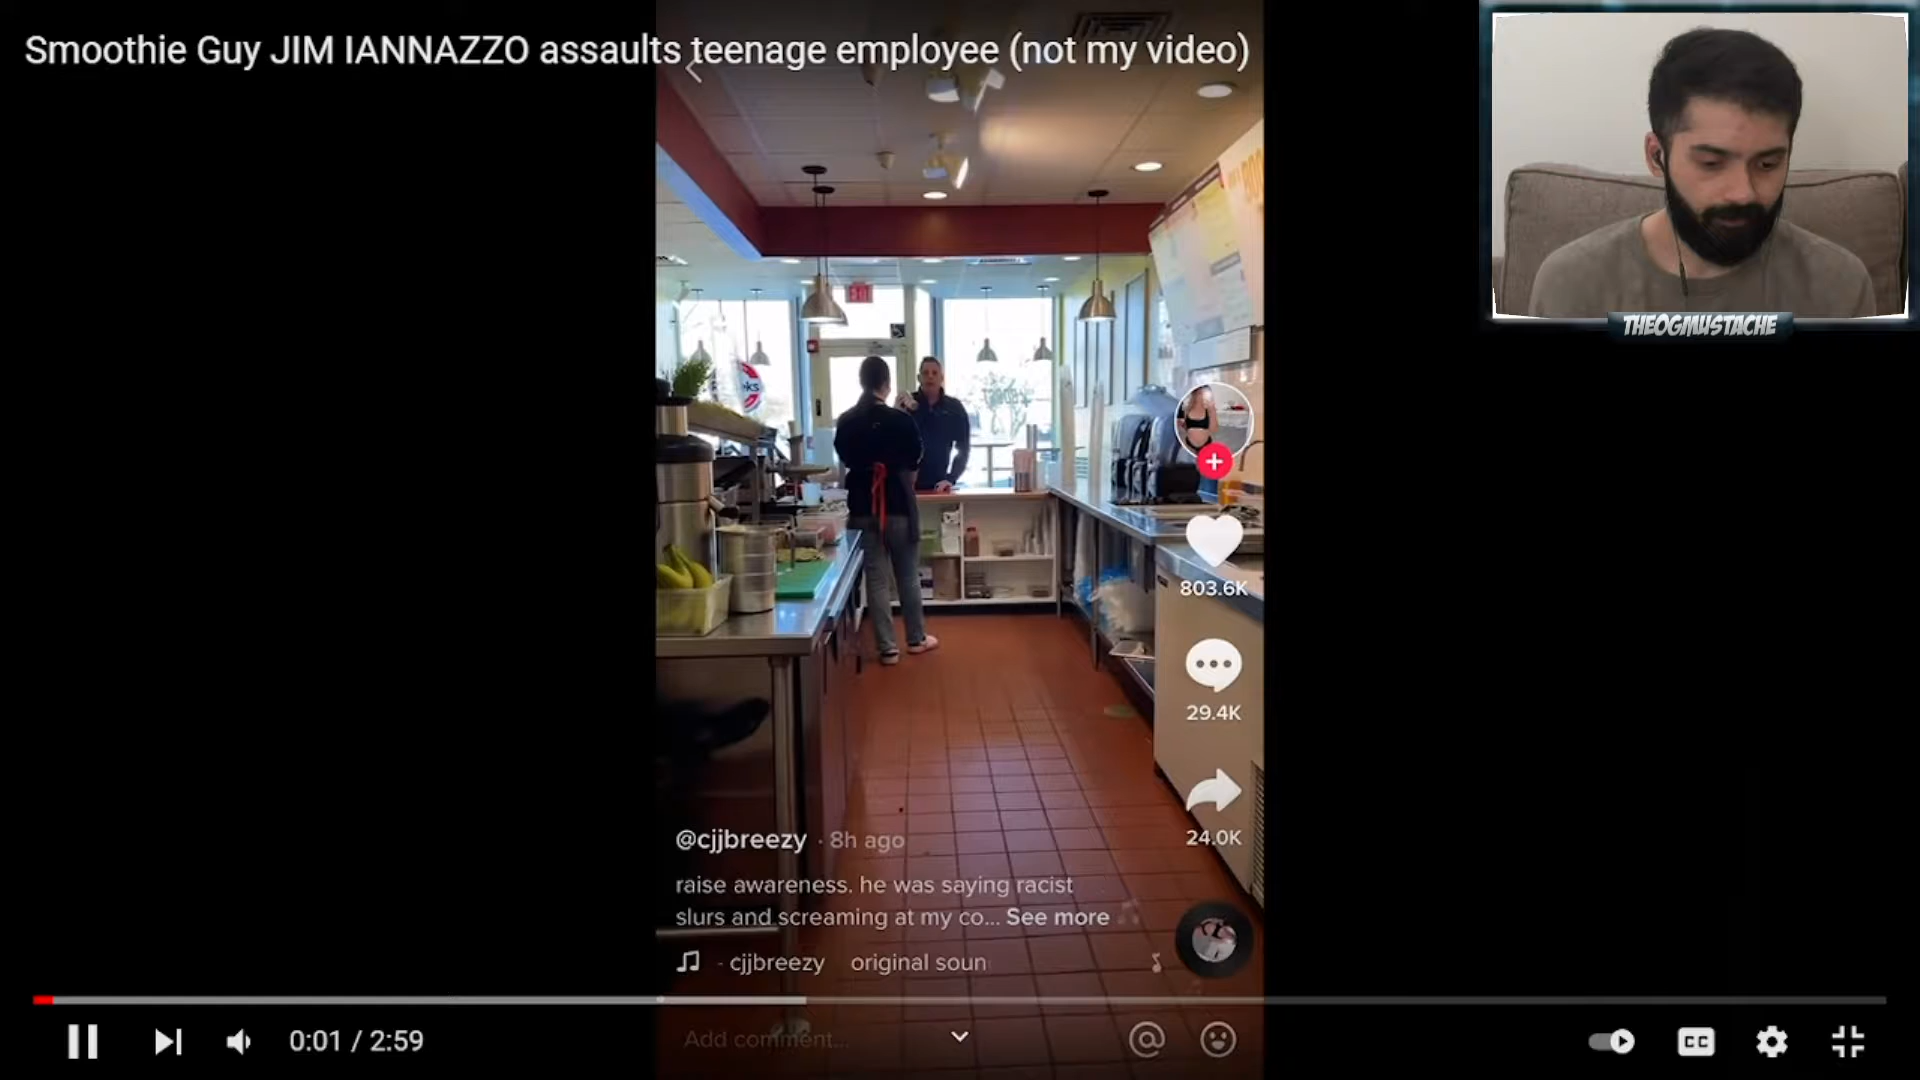 Smoothie Guy JIM IANNAZZO assaults teenage employee (not my video)
THEOGMUSTACHE
803.6K
29.4K
24.0K
@cjjbreezy · 8h ago
raise awareness. he was saying racist
slurs and screaming at my co... See more
- cjjbreezy original soun
Add comment...
0:01 / 2:59
CC